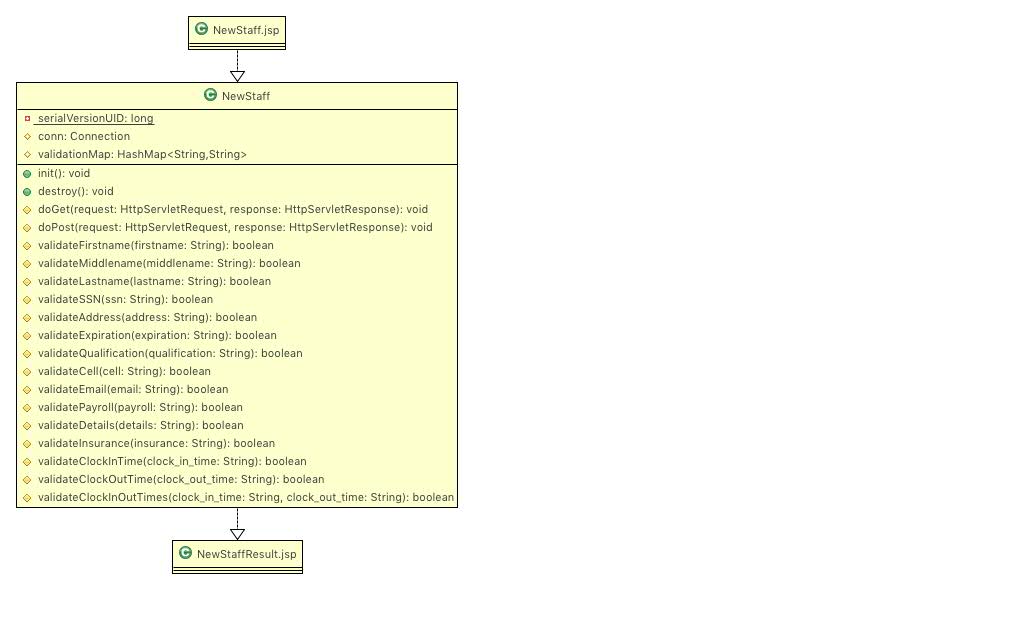 NewStaff.jsp
NewStaff
serialVersionUID: long
conn: Connection
validationMap: HashMap<String,String>
init(): void
destroy(): void
doGet(request: HttpServletRequest, response: HttpServletResponse): void
doPost(request: HttpServletRequest, response: HttpServletResponse): void
validateFirstname(firstname: String): boolean
validateMiddlename(middlename: String): boolean
validateLastname(lastname: String): boolean
validateSSN(ssn: String): boolean
validateAddress(address: String): boolean
validateExpiration(expiration: String): boolean
validateQualification(qualification: String): boolean
validateCell(cell: String): boolean
validateEmail(email: String): boolean
validatePayroll(payroll: String): boolean
validateDetails(details: String): boolean
validateInsurance(insurance: String): boolean
validateClockInTime(clock_in_time: String): boolean
validateClockOutTime(clock_out_time: String): boolean
validateClockInOutTimes(clock_in_time: String, clock_out_time: String): boolean
NewStaffResult.jsp